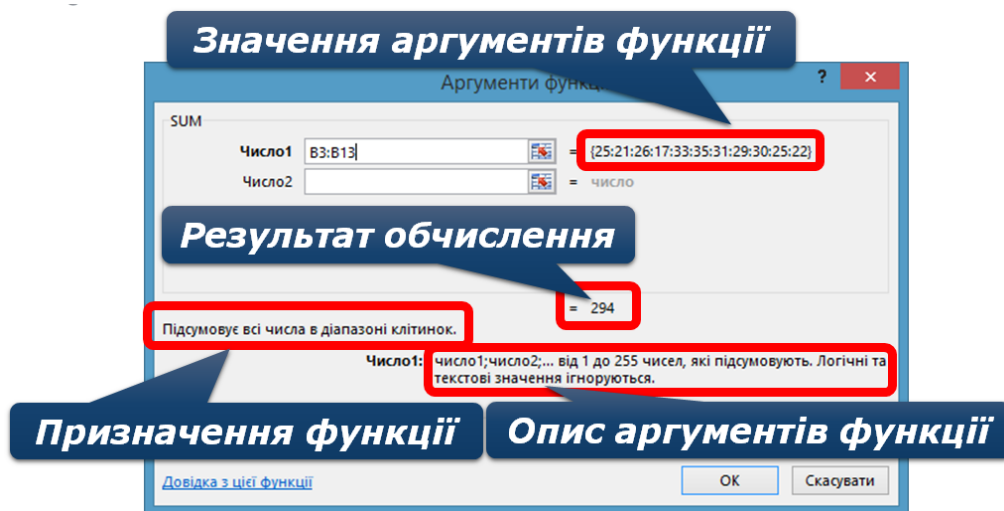 Значення аргументів функції
Аргументи функ
?
×
SUM
Число1 B3:B13 = {25:21:26:17:33:35:31:29:30:25:22}
Число2 = число
Результат обчислення
= 294
Підсумовує всі числа в діапазоні клітинок.
Число1: число1;число2;... від 1 до 255 чисел, які підсумовують. Логічні та
текстові значення ігноруються.
Призначення функції
Опис аргументів функції
Довідка з цієї функції
ОК
Скасувати